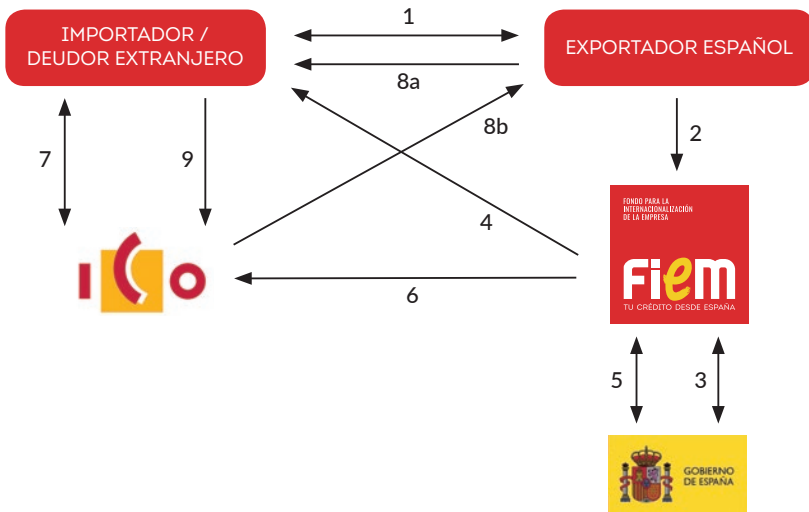 1
IMPORTADOR /
DEUDOR EXTRANJERO
EXPORTADOR ESPAÑOL
8a
8b
2
7
9
FONDO PARA LA
INTERNACIONALIZACIÓN
DE LA EMPRESA
4
ICO
Fiem
TU CRÉDITO DESDE ESPAÑA
6
5
3
GOBIERNO
DE ESPAÑA